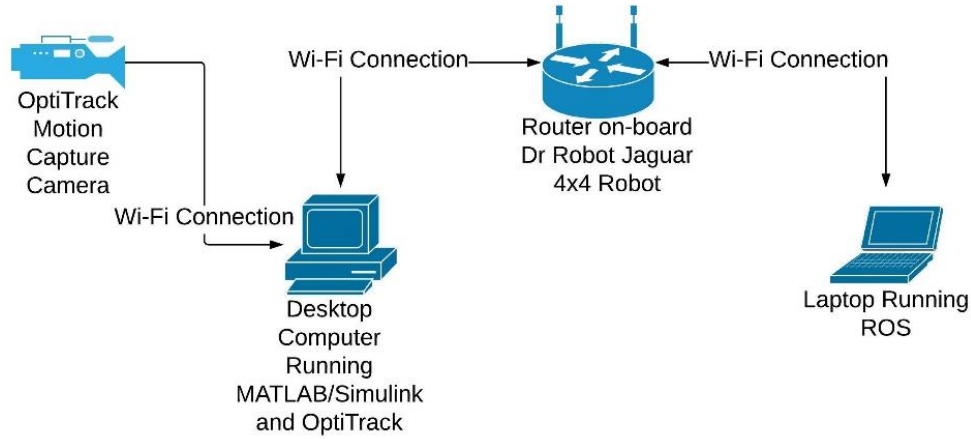 Wi-Fi Connection
Wi-Fi Connection
OptiTrack
Motion
Capture
Camera
Router on-board
Dr Robot Jaguar
4x4 Robot
Wi-Fi Connection
Desktop
Computer
Running
MATLAB/Simulink
and OptiTrack
Laptop Running
ROS